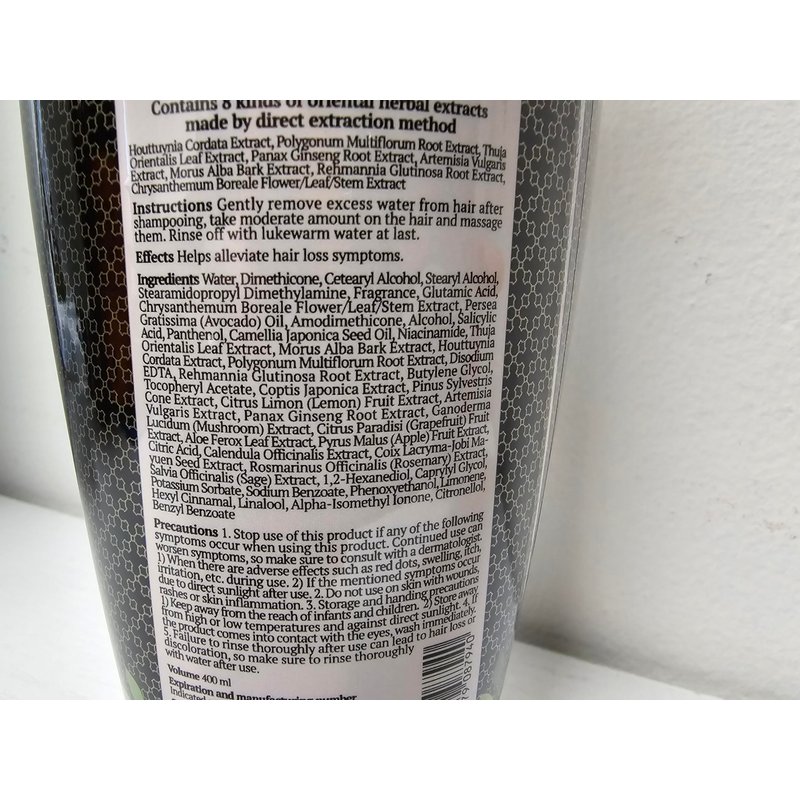 Contains 8 kinds of oriental herbal extracts
made by direct extraction method
Houttuynia Cordata Extract, Polygonum Multiflorum Root Extract, Thuja
Orientalis Leaf Extract, Panax Ginseng Root Extract, Artemisia Vulgaris
Extract, Morus Alba Bark Extract, Rehmannia Glutinosa Root Extract,
Chrysanthemum Boreale Flower/Leaf/Stem Extract
Instructions Gently remove excess water from hair after
shampooing, take moderate amount on the hair and massage
them. Rinse off with lukewarm water at last.
Effects Helps alleviate hair loss symptoms.
Ingredients Water, Dimethicone, Cetearyl Alcohol, Stearyl Alcohol,
Stearamidopropyl Dimethylamine, Fragrance, Glutamic Acid,
Chrysanthemum Boreale Flower/Leaf/Stem Extract, Persea
Gratissima (Avocado) Oil, Amodimethicone, Alcohol, Salicylic
Acid, Panthenol, Camellia Japonica Seed Oil, Niacinamide, Thuja
Orientalis Leaf Extract, Morus Alba Bark Extract, Houttuynia
Cordata Extract, Polygonum Multiflorum Root Extract, Disodium
EDTA, Rehmannia Glutinosa Root Extract, Butylene Glycol,
Tocopheryl Acetate, Coptis Japonica Extract, Pinus Sylvestris
Cone Extract, Citrus Limon (Lemon) Fruit Extract, Artemisia
Vulgaris Extract, Panax Ginseng Root Extract, Ganoderma
Lucidum (Mushroom) Extract, Citrus Paradisi (Grapefruit) Fruit
Extract, Aloe Ferox Leaf Extract, Pyrus Malus (Apple) Fruit Extract,
Citric Acid, Calendula Officinalis Extract, Coix Lacryma-Jobi Ma-
yuen Seed Extract, Rosmarinus Officinalis (Rosemary) Extract,
Salvia Officinalis (Sage) Extract, 1,2-Hexanediol, Caprylyl Glycol,
Potassium Sorbate, Sodium Benzoate, Phenoxyethanol, Limonene,
Hexyl Cinnamal, Linalool, Alpha-Isomethyl Ionone, Citronellol,
Benzyl Benzoate
Precautions 1. Stop use of this product if any of the following
symptoms occur when using this product. Continued use can
worsen symptoms, so make sure to consult with a dermatologist.
1) When there are adverse effects such as red dots, swelling, itch,
irritation, etc. during use. 2) If the mentioned symptoms occur
due to direct sunlight after use. 2. Do not use on skin with wounds,
rashes or skin inflammation. 3. Storage and handing precautions
1) Keep away from the reach of infants and children. 2) Store away
from high or low temperatures and against direct sunlight. 4. If
the product comes into contact with the eyes, wash immediately.
5. Failure to rinse thoroughly after use can lead to hair loss or
discoloration, so make sure to rinse thoroughly
with water after use.
Volume 400 ml
Expiration and manufacturing number
Indicated